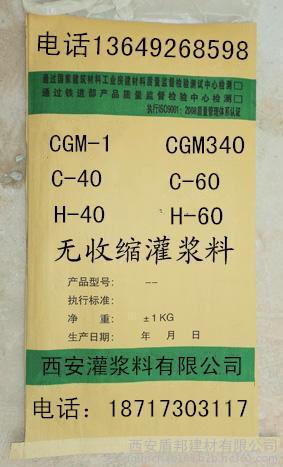 电话13649268598
通过国家建筑材料工业房建材料质量监督检验测试中心检测
通过铁道部产品质量监督检验中心检测
执行ISO9001：2008质量管理体系认证
CGM-1 CGM340
C-40 C-60
H-40 H-60
无收缩灌浆料
产品型号： --
执行标准：
净 重： ±1KG
生产日期： 年 月 日
西安灌浆料有限公司
电话：18717303117
西安盾邦建材有限公司